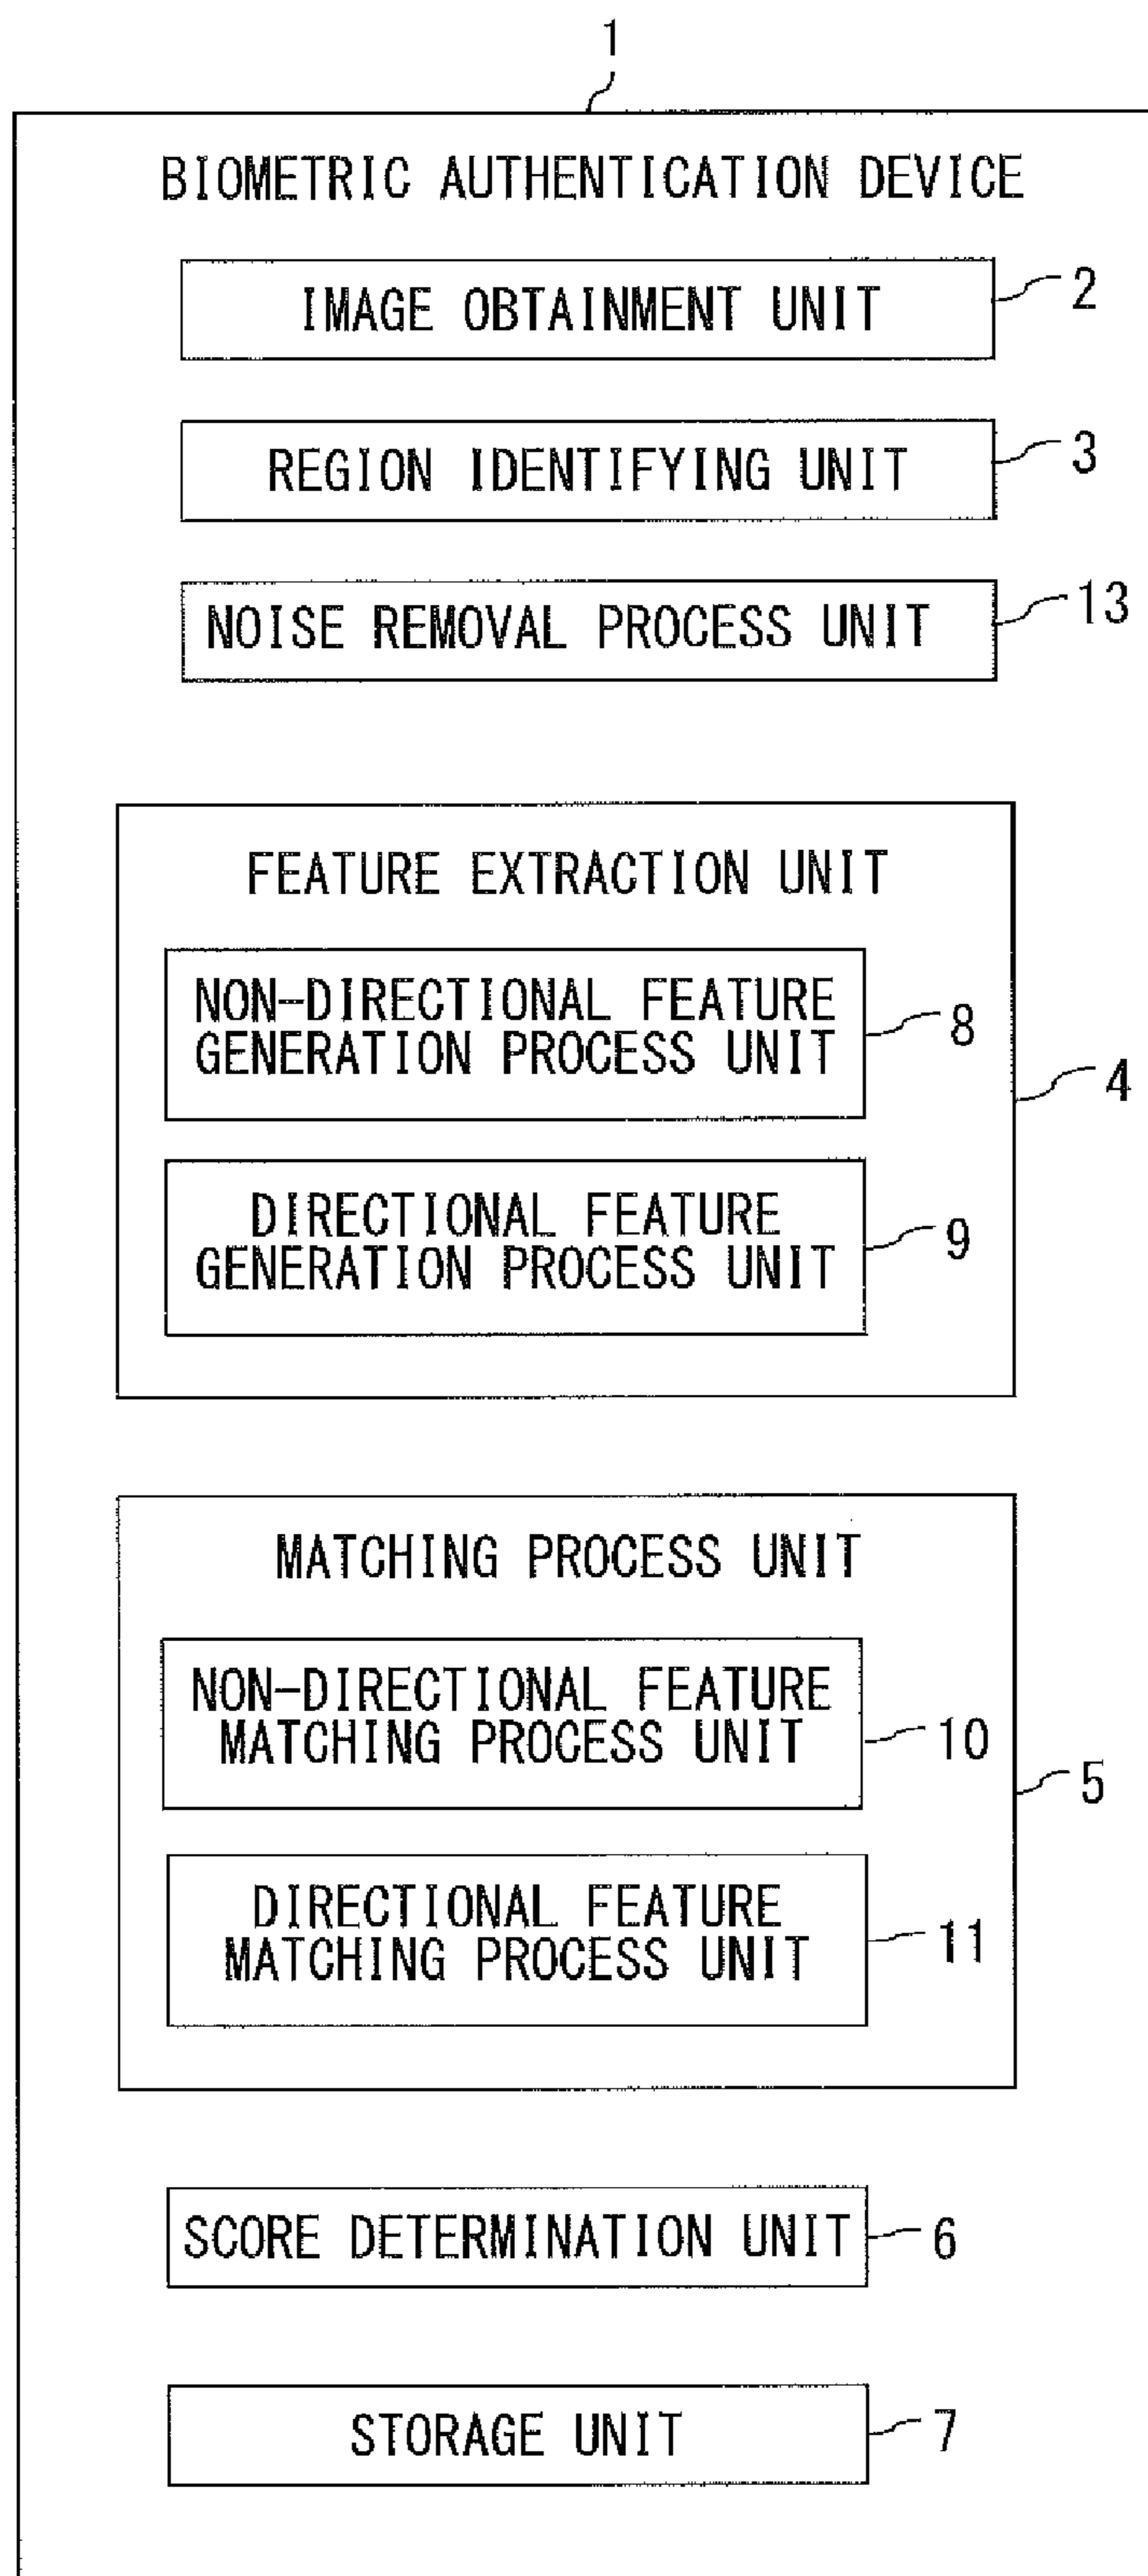 1
BIOMETRIC AUTHENTICATION DEVICE
IMAGE OBTAINMENT UNIT
2
REGION IDENTIFYING UNIT
3
NOISE REMOVAL PROCESS UNIT
13
FEATURE EXTRACTION UNIT
NON-DIRECTIONAL FEATURE
GENERATION PROCESS UNIT
8
4
DIRECTIONAL FEATURE
GENERATION PROCESS UNIT
9
MATCHING PROCESS UNIT
NON-DIRECTIONAL FEATURE
MATCHING PROCESS UNIT
10
5
DIRECTIONAL FEATURE
MATCHING PROCESS UNIT
11
SCORE DETERMINATION UNIT
6
STORAGE UNIT
7